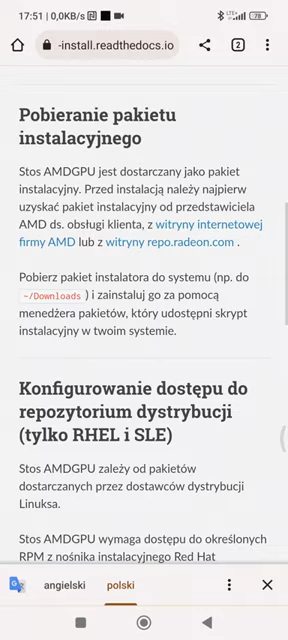 17:51 | 0,0KB/s
LTE+
78
-install.readthedocs.io
2
Pobieranie pakietu
instalacyjnego
Stos AMDGPU jest dostarczany jako pakiet
instalacyjny. Przed instalacją należy najpierw
uzyskać pakiet instalacyjny od przedstawiciela
AMD ds. obsługi klienta, z witryny internetowej
firmy AMD lub z witryny repo.radeon.com .
Pobierz pakiet instalatora do systemu (np. do
~/Downloads ) i zainstaluj go za pomocą
menedżera pakietów, który udostępni skrypt
instalacyjny w twoim systemie.
Konfigurowanie dostępu do
repozytorium dystrybucji
(tylko RHEL i SLE)
Stos AMDGPU zależy od pakietów
dostarczanych przez dostawców dystrybucji
Linuksa.
Stos AMDGPU wymaga dostępu do określonych
RPM z nośnika instalacyjnego Red Hat
angielski polski